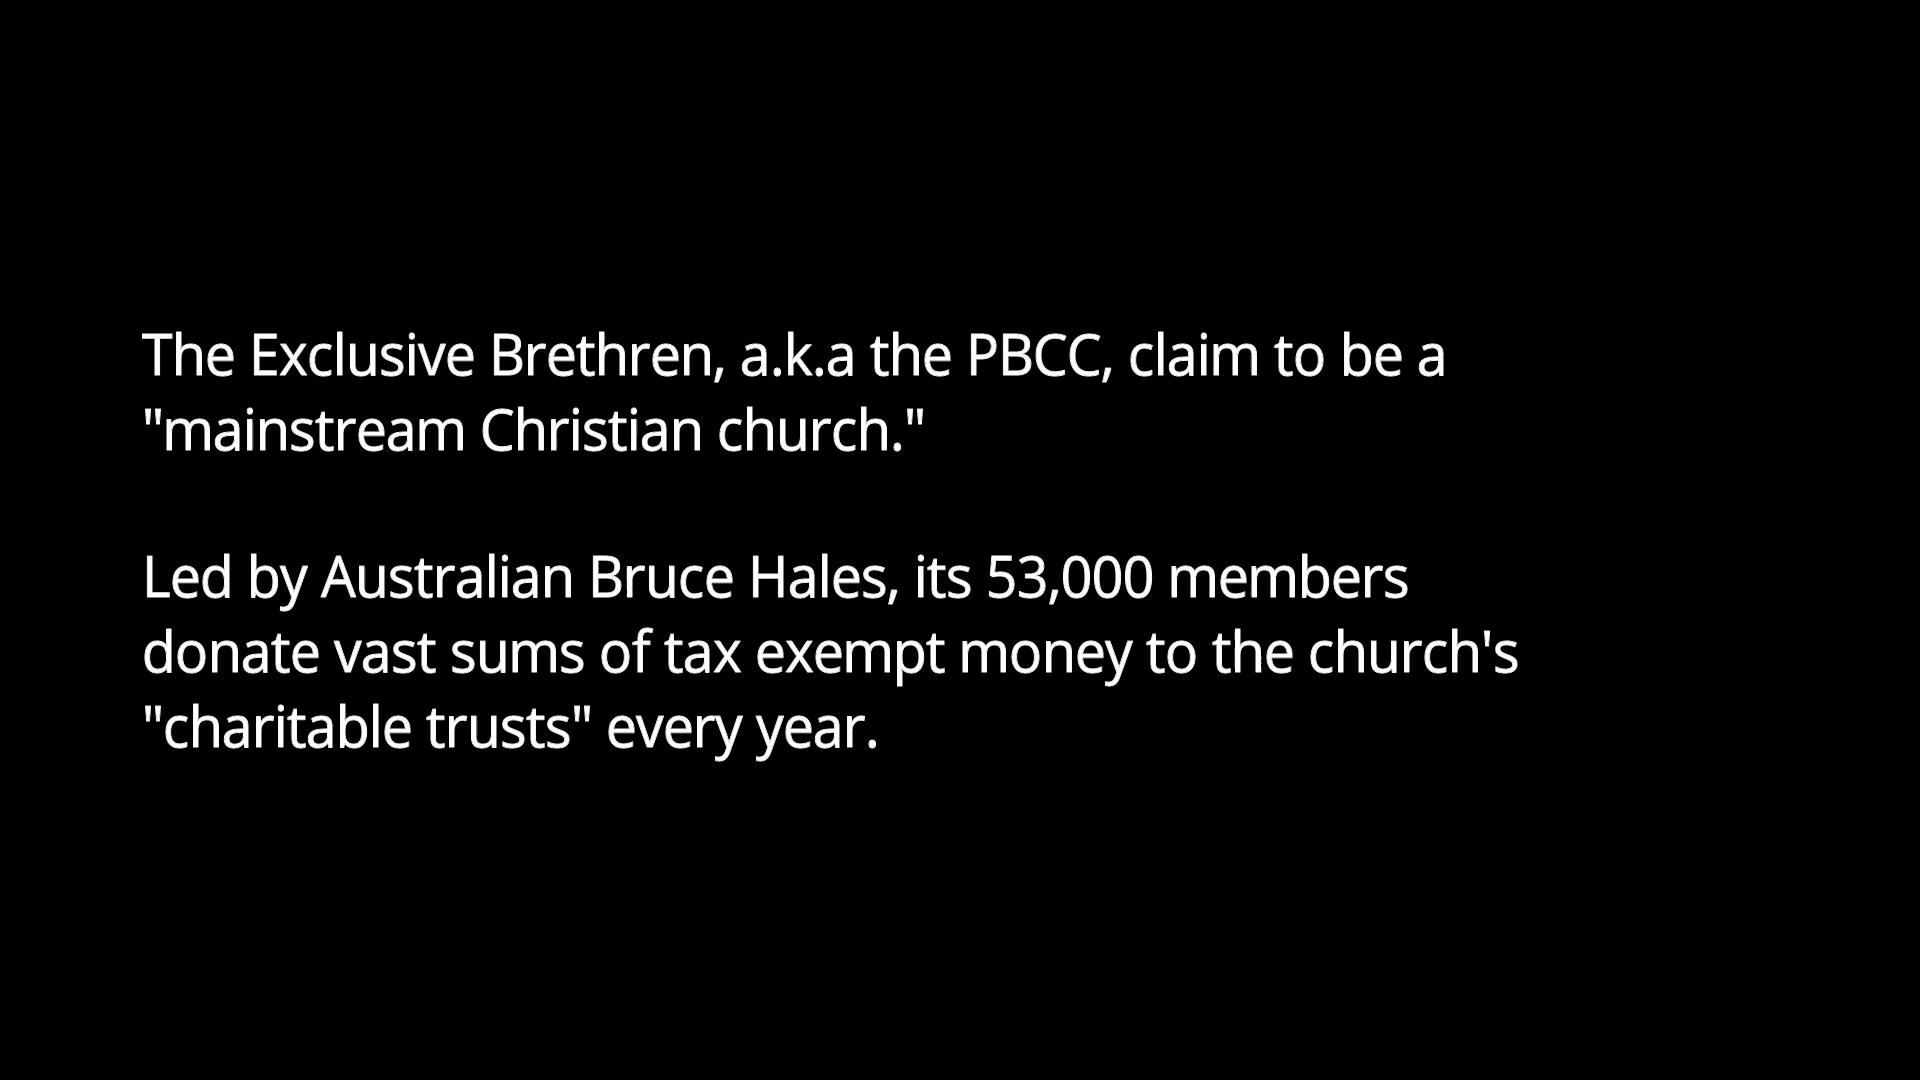 The Exclusive Brethren, a.k.a the PBCC, claim to be a
"mainstream Christian church."
Led by Australian Bruce Hales, its 53,000 members
donate vast sums of tax exempt money to the church's
"charitable trusts" every year.